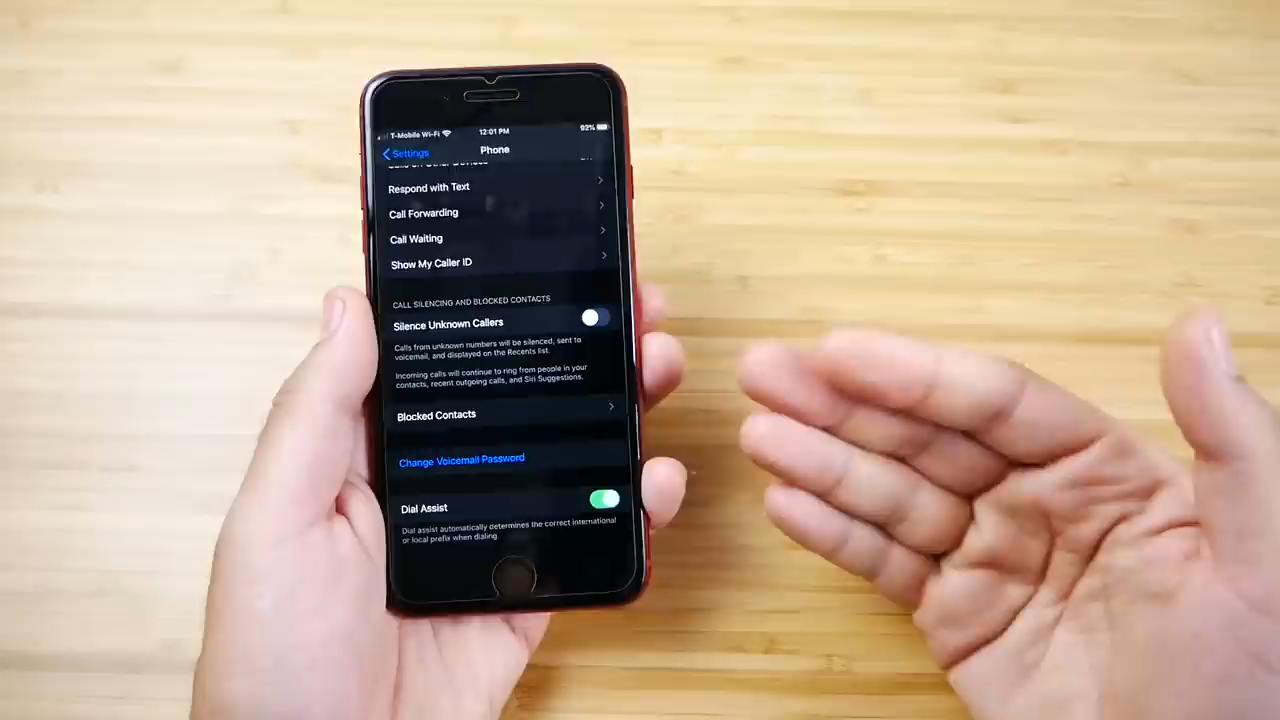 T-Mobile Wi-Fi 12:01 PM 92%
Settings Phone
Calls on Other Devices
Respond with Text
Call Forwarding
Call Waiting
Show My Caller ID
CALL SILENCING AND BLOCKED CONTACTS
Silence Unknown Callers
Calls from unknown numbers will be silenced, sent to
voicemail, and displayed on the Recents list.
Incoming calls will continue to ring from people in your
contacts, recent outgoing calls, and Siri Suggestions.
Blocked Contacts
Change Voicemail Password
Dial Assist
Dial assist automatically determines the correct international
or local prefix when dialing.